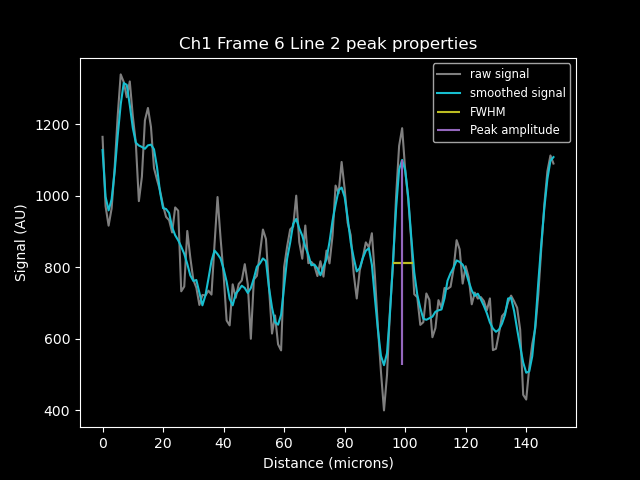 Ch1 Frame 6 Line 2 peak properties
raw signal
smoothed signal
FWHM
Peak amplitude
Signal (AU)
1200
1000
800
600
400
0 20 40 60 80 100 120 140
Distance (microns)